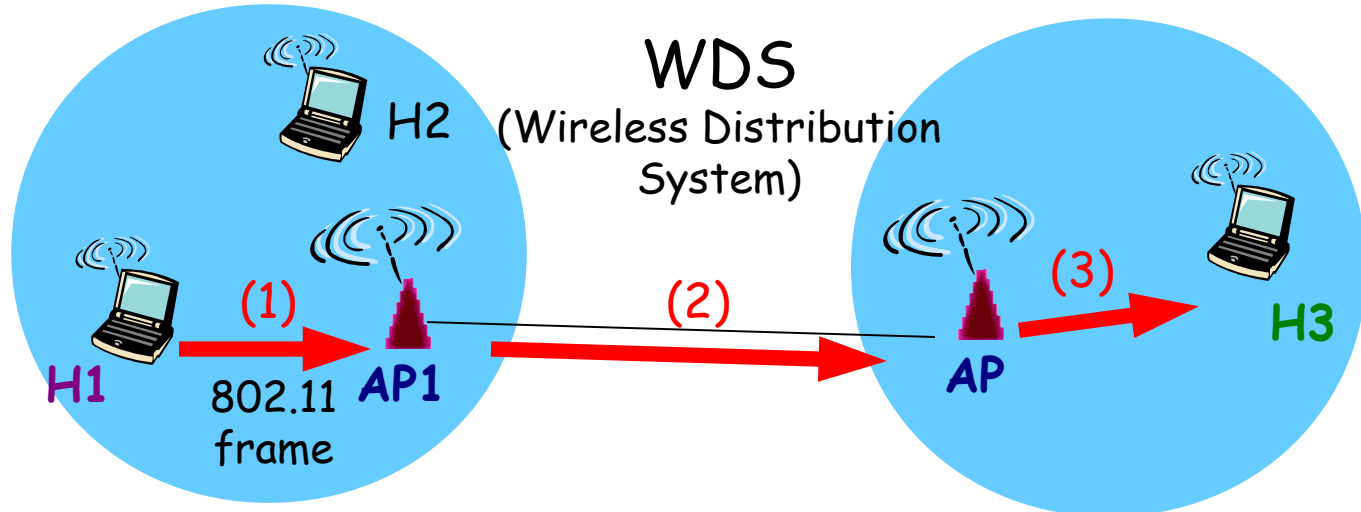 WDS
(Wireless Distribution
System)
H2
(1)
(2)
(3)
H1
802.11
frame
AP1
AP
H3